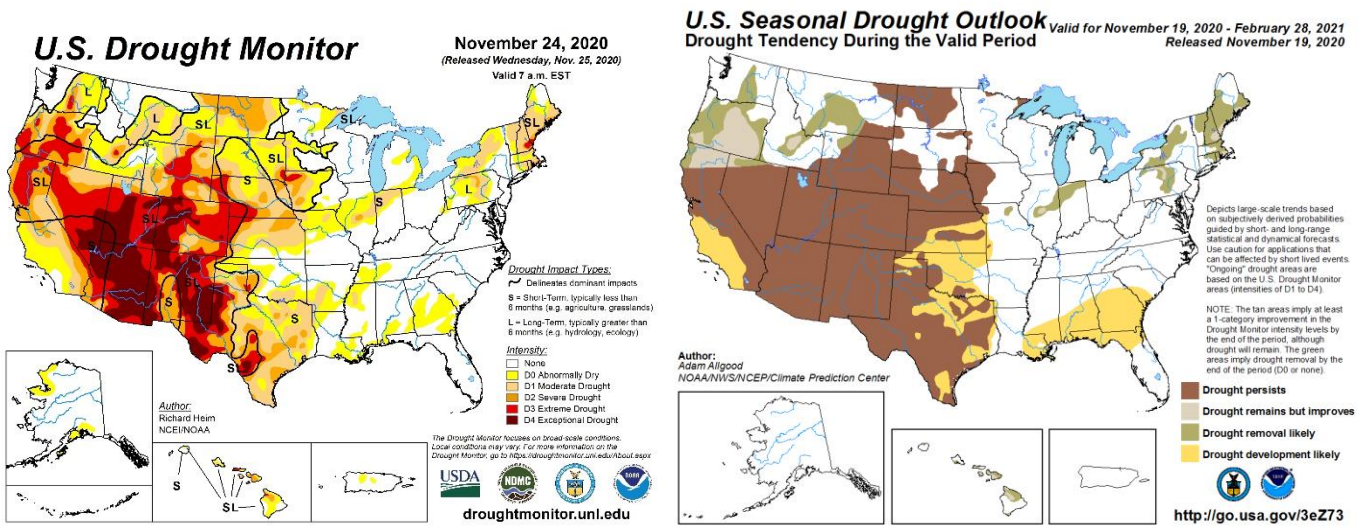 U.S. Drought Monitor
November 24, 2020
(Released Wednesday, Nov. 25, 2020)
Valid 7 a.m. EST
L
L
SL
SL
SL
SL
S
S
L
SL
SL
S
SL
S
S
SL
Drought Impact Types:
Delineates dominant impacts
S = Short-Term, typically less than
6 months (e.g. agriculture, grasslands)
L = Long-Term, typically greater than
6 months (e.g. hydrology, ecology)
Intensity:
None
D0 Abnormally Dry
D1 Moderate Drought
D2 Severe Drought
D3 Extreme Drought
D4 Exceptional Drought
Author:
Richard Heim
NCEI/NOAA
S
SL
The Drought Monitor focuses on broad-scale conditions.
Local conditions may vary. For more information on the
Drought Monitor, go to https://droughtmonitor.unl.edu/About.aspx
USDA
NDMC
NOAA
droughtmonitor.unl.edu
U.S. Seasonal Drought Outlook
Drought Tendency During the Valid Period
Valid for November 19, 2020 - February 28, 2021
Released November 19, 2020
Depicts large-scale trends based
on subjectively derived probabilities
guided by short- and long-range
statistical and dynamical forecasts.
Use caution for applications that
can be affected by short lived events.
"Ongoing" drought areas are
based on the U.S. Drought Monitor
areas (intensities of D1 to D4).
NOTE: The tan areas imply at least
a 1-category improvement in the
Drought Monitor intensity levels by
the end of the period, although
drought will remain. The green
areas imply drought removal by the
end of the period (D0 or none).
Author:
Adam Allgood
NOAA/NWS/NCEP/Climate Prediction Center
Drought persists
Drought remains but improves
Drought removal likely
Drought development likely
NOAA
http://go.usa.gov/3eZ73